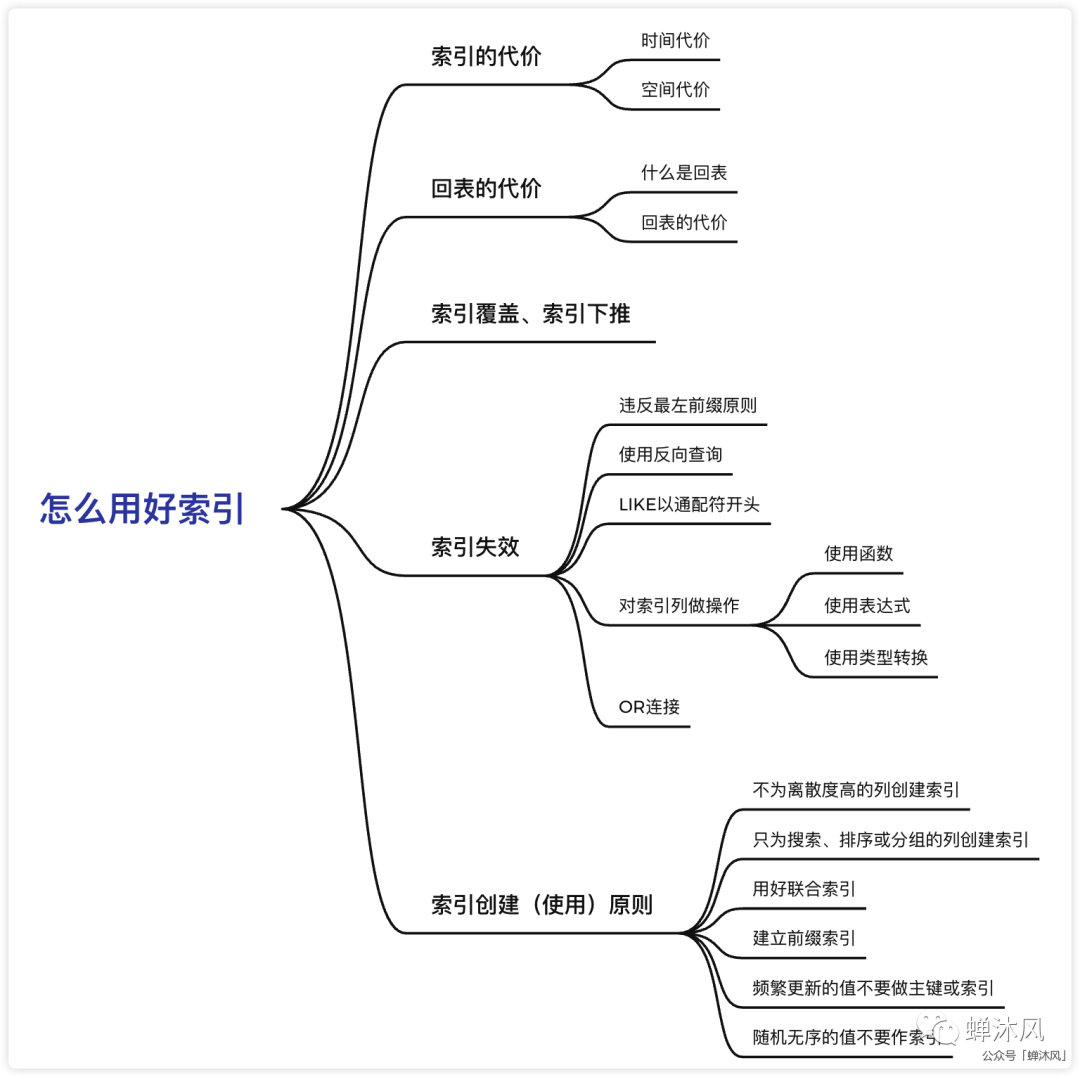 怎么用好索引
索引的代价
时间代价
空间代价
回表的代价
什么是回表
回表的代价
索引覆盖、索引下推
索引失效
违反最左前缀原则
使用反向查询
LIKE以通配符开头
对索引列做操作
使用函数
使用表达式
使用类型转换
OR连接
索引创建（使用）原则
不为离散度高的列创建索引
只为搜索、排序或分组的列创建索引
用好联合索引
建立前缀索引
频繁更新的值不要做主键或索引
随机无序的值不要作索引
蝉沐风
公众号「蝉沐风」